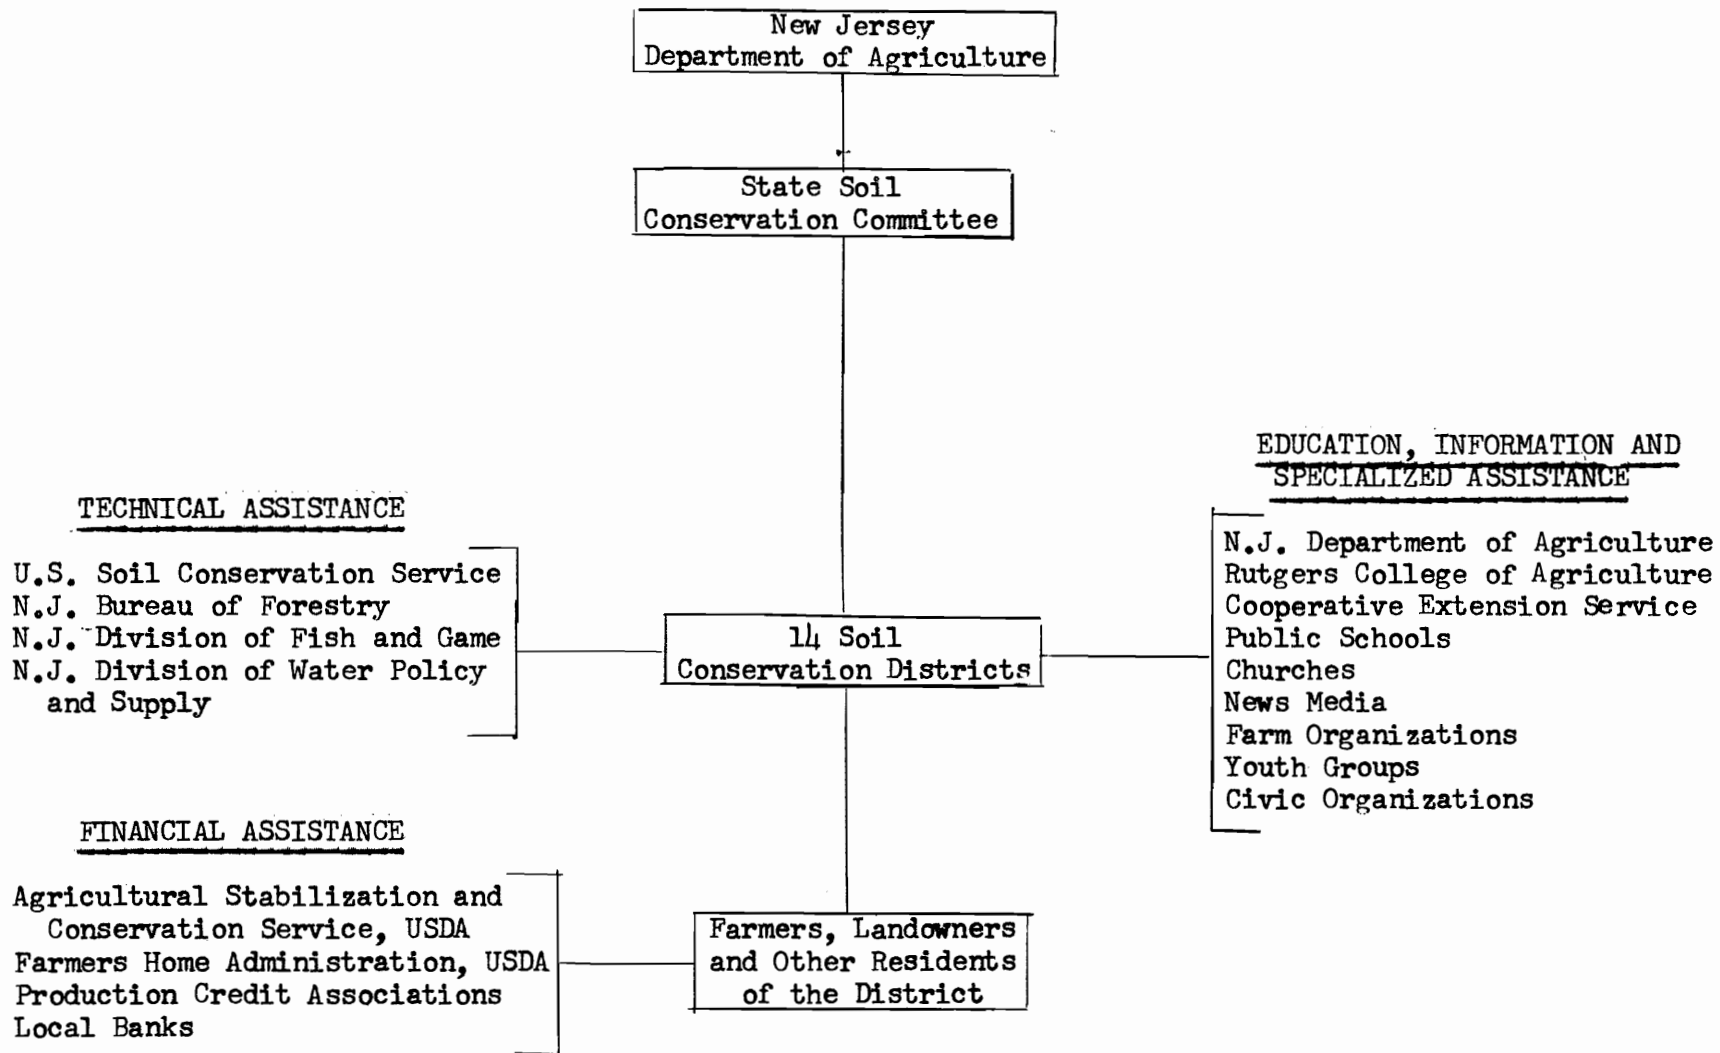 New Jersey
Department of Agriculture
State Soil
Conservation Committee
EDUCATION, INFORMATION AND
SPECIALIZED ASSISTANCE
N.J. Department of Agriculture
Rutgers College of Agriculture
Cooperative Extension Service
Public Schools
Churches
News Media
Farm Organizations
Youth Groups
Civic Organizations
TECHNICAL ASSISTANCE
U.S. Soil Conservation Service
N.J. Bureau of Forestry
N.J. Division of Fish and Game
N.J. Division of Water Policy
and Supply
14 Soil
Conservation Districts
FINANCIAL ASSISTANCE
Agricultural Stabilization and
Conservation Service, USDA
Farmers Home Administration, USDA
Production Credit Associations
Local Banks
Farmers, Landowners
and Other Residents
of the District